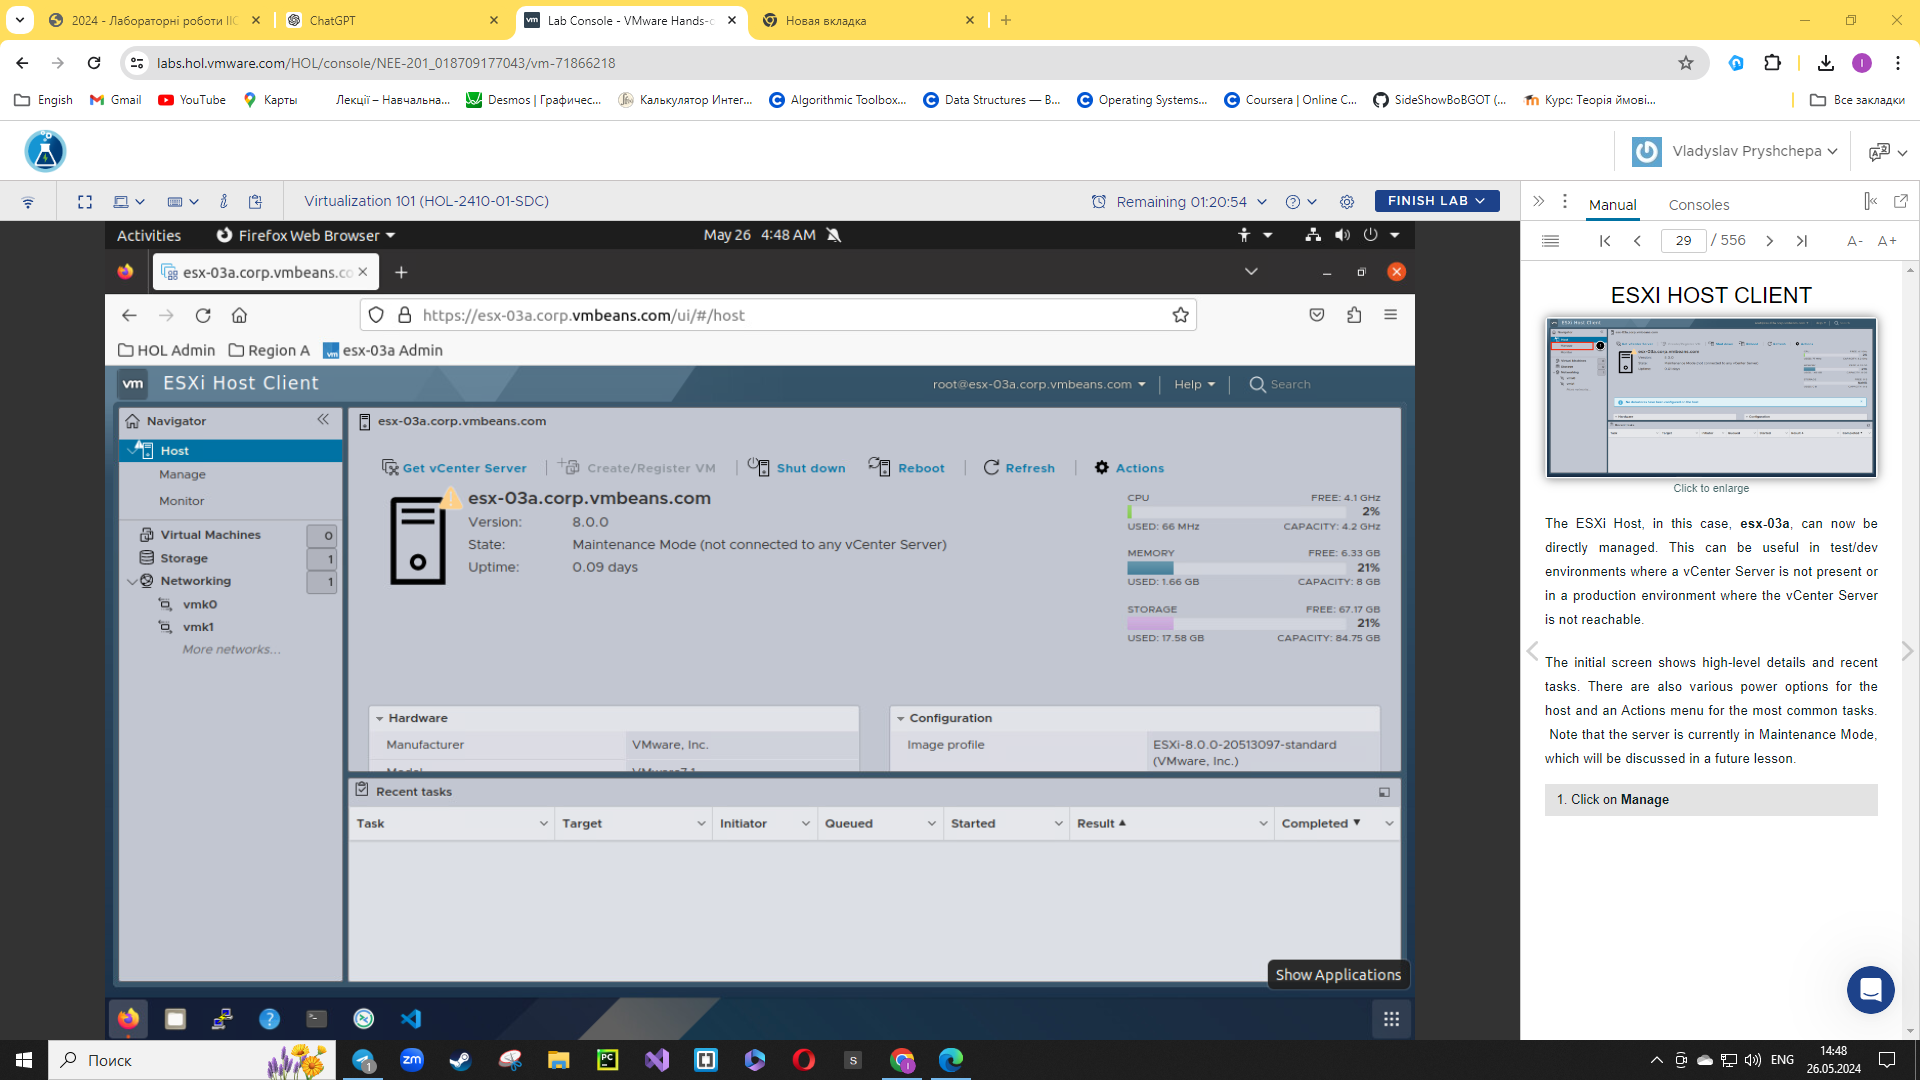 2024 - Лабораторні роботи ІІС
ChatGPT
Lab Console - VMware Hands-o
Новая вкладка
labs.hol.vmware.com/HOL/console/NEE-201_018709177043/vm-71866218
Engish
Gmail
YouTube
Карты
Лекції – Навчальна...
Desmos | Графичес...
Калькулятор Интег...
Algorithmic Toolbox...
Data Structures — B...
Operating Systems...
Coursera | Online C...
SideShowBoBGOT (...
Курс: Теорія ймові...
Все закладки
Vladyslav Pryshchepa
Virtualization 101 (HOL-2410-01-SDC)
Remaining 01:20:54
FINISH LAB
Manual
Consoles
29 / 556
A-
A+
Activities
Firefox Web Browser
May 26 4:48 AM
esx-03a.corp.vmbeans.co
https://esx-03a.corp.vmbeans.com/ui/#/host
HOL Admin
Region A
esx-03a Admin
vm ESXi Host Client
root@esx-03a.corp.vmbeans.com
Help
Search
Navigator
Host
Manage
Monitor
Virtual Machines 0
Storage 1
Networking 1
vmk0
vmk1
More networks...
esx-03a.corp.vmbeans.com
Get vCenter Server
Create/Register VM
Shut down
Reboot
Refresh
Actions
esx-03a.corp.vmbeans.com
Version: 8.0.0
State: Maintenance Mode (not connected to any vCenter Server)
Uptime: 0.09 days
CPU FREE: 4.1 GHz
2%
USED: 66 MHz CAPACITY: 4.2 GHz
MEMORY FREE: 6.33 GB
21%
USED: 1.66 GB CAPACITY: 8 GB
STORAGE FREE: 67.17 GB
21%
USED: 17.58 GB CAPACITY: 84.75 GB
Hardware
Manufacturer VMware, Inc.
Model VMware7,1
Configuration
Image profile ESXi-8.0.0-20513097-standard
(VMware, Inc.)
Recent tasks
Task
Target
Initiator
Queued
Started
Result
Completed
Show Applications
ESXI HOST CLIENT
Click to enlarge
The ESXi Host, in this case, esx-03a, can now be
directly managed. This can be useful in test/dev
environments where a vCenter Server is not present or
in a production environment where the vCenter Server
is not reachable.
The initial screen shows high-level details and recent
tasks. There are also various power options for the
host and an Actions menu for the most common tasks.
Note that the server is currently in Maintenance Mode,
which will be discussed in a future lesson.
1. Click on Manage
Поиск
ENG
14:48
26.05.2024